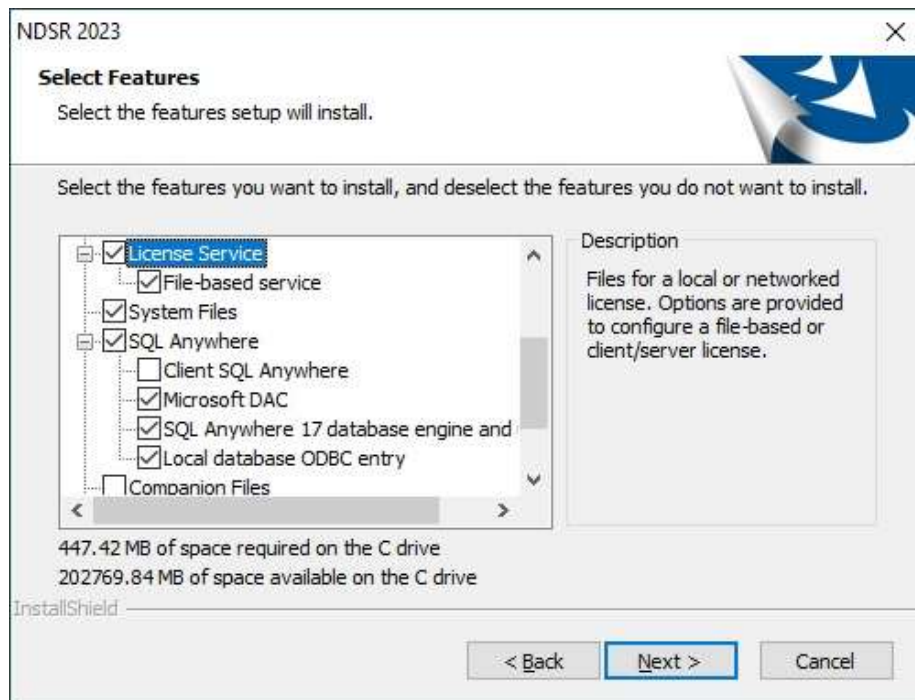 NDSR 2023
Select Features
Select the features setup will install.
Select the features you want to install, and deselect the features you do not want to install.
License Service
File-based service
System Files
SQL Anywhere
Client SQL Anywhere
Microsoft DAC
SQL Anywhere 17 database engine and
Local database ODBC entry
Companion Files
Description
Files for a local or networked
license. Options are provided
to configure a file-based or
client/server license.
447.42 MB of space required on the C drive
202769.84 MB of space available on the C drive
InstallShield
< Back
Next >
Cancel